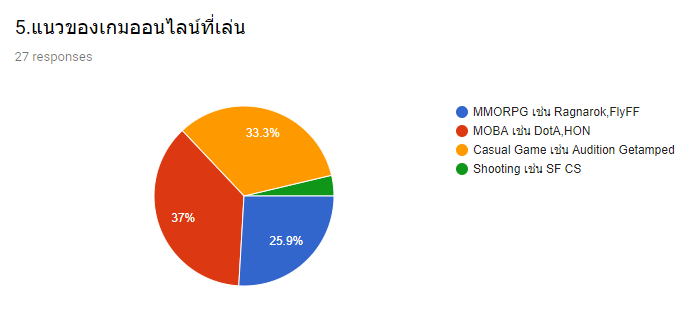 5.แนวของเกมออนไลน์ที่เล่น
27 responses
33.3%
37%
25.9%
MMORPG เช่น Ragnarok,FlyFF
MOBA เช่น DotA,HON
Casual Game เช่น Audition Getamped
Shooting เช่น SF CS